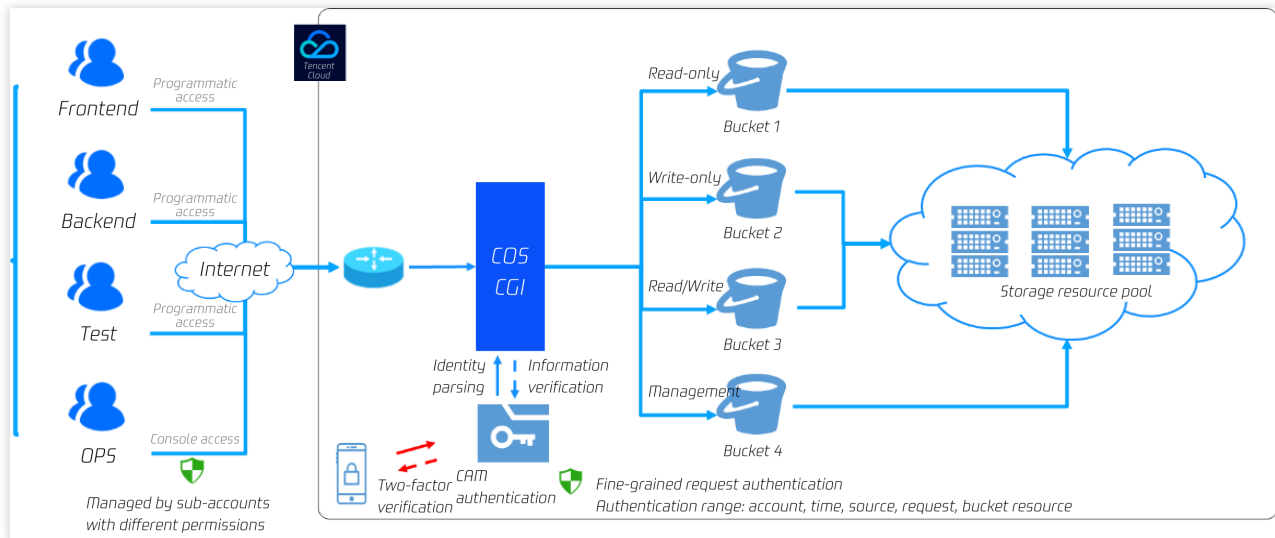 Frontend
Programmatic
access
Backend
Programmatic
access
Test
Programmatic
access
OPS
Console access
Managed by sub-accounts
with different permissions
Internet
Tencent
Cloud
COS
CGI
Identity
parsing
Information
verification
Two-factor
verification
CAM
authentication
Fine-grained request authentication
Authentication range: account, time, source, request, bucket resource
Read-only
Bucket 1
Write-only
Bucket 2
Read/Write
Bucket 3
Management
Bucket 4
Storage resource pool